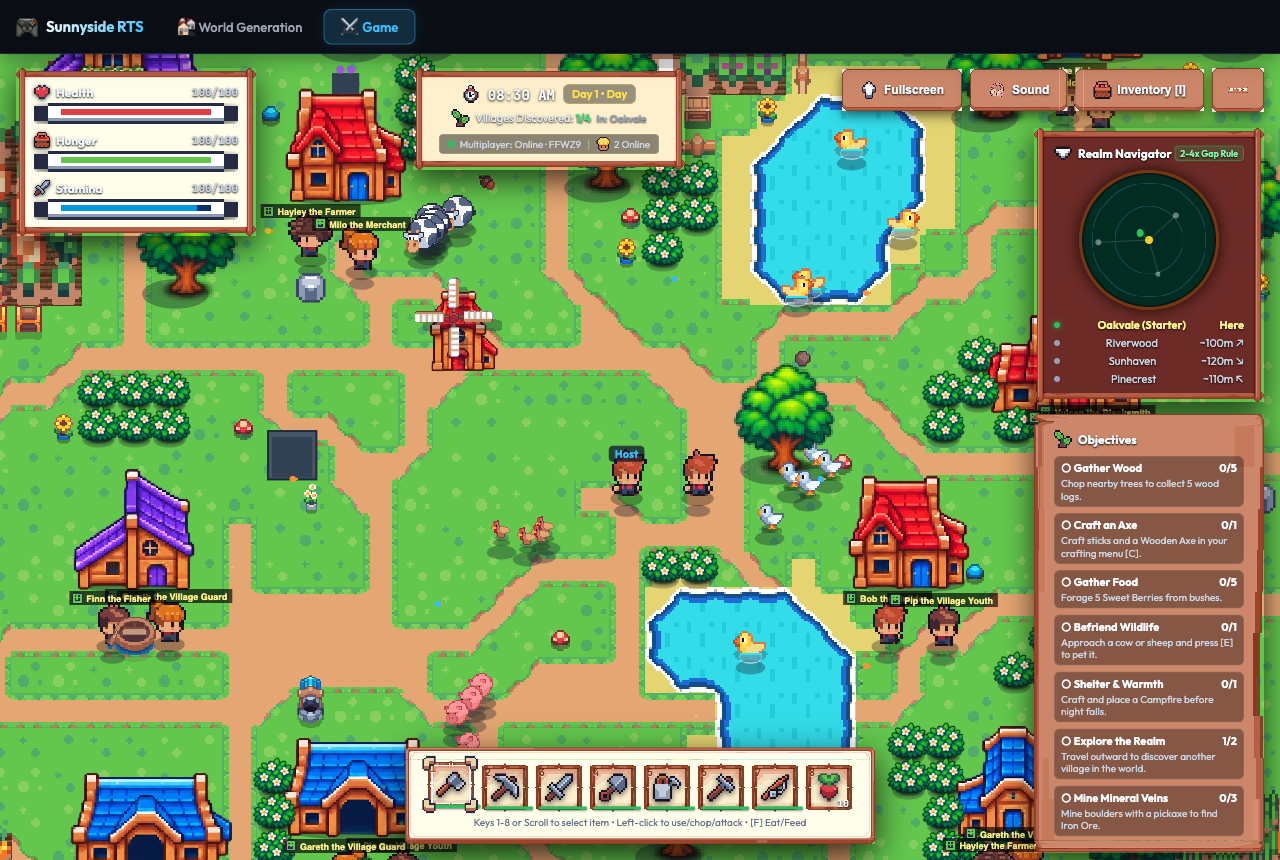 Sunnyside RTS
World Generation
Game
Health 100/100
Hunger 100/100
Stamina 100/100
08:30 AM Day 1 • Day
Villages Discovered: 1/4 In: Oakvale
Multiplayer: Online · FFWZ9 | 2 Online
Fullscreen
Sound
Inventory [I]
Realm Navigator 2-4x Gap Rule
Oakvale (Starter) Here
Riverwood ~100m ↗
Sunhaven ~120m ↘
Pinecrest ~110m ↖
Objectives
Gather Wood 0/5
Chop nearby trees to collect 5 wood
logs.
Craft an Axe 0/1
Craft sticks and a Wooden Axe in your
crafting menu [C].
Gather Food 0/5
Forage 5 Sweet Berries from bushes.
Befriend Wildlife 0/1
Approach a cow or sheep and press [E]
to pet it.
Shelter & Warmth 0/1
Craft and place a Campfire before
night falls.
Explore the Realm 1/2
Travel outward to discover another
village in the world.
Mine Mineral Veins 0/3
Mine boulders with a pickaxe to find
Iron Ore.
Hayley the Farmer
Milo the Merchant
Host
Finn the Fisher
the Village Guard
Bob th
Pip the Village Youth
Gareth the Village Guard
age Youth
Gareth the V
Hayley the Farmer
10
Keys 1-8 or Scroll to select item • Left-click to use/chop/attack • [F] Eat/Feed